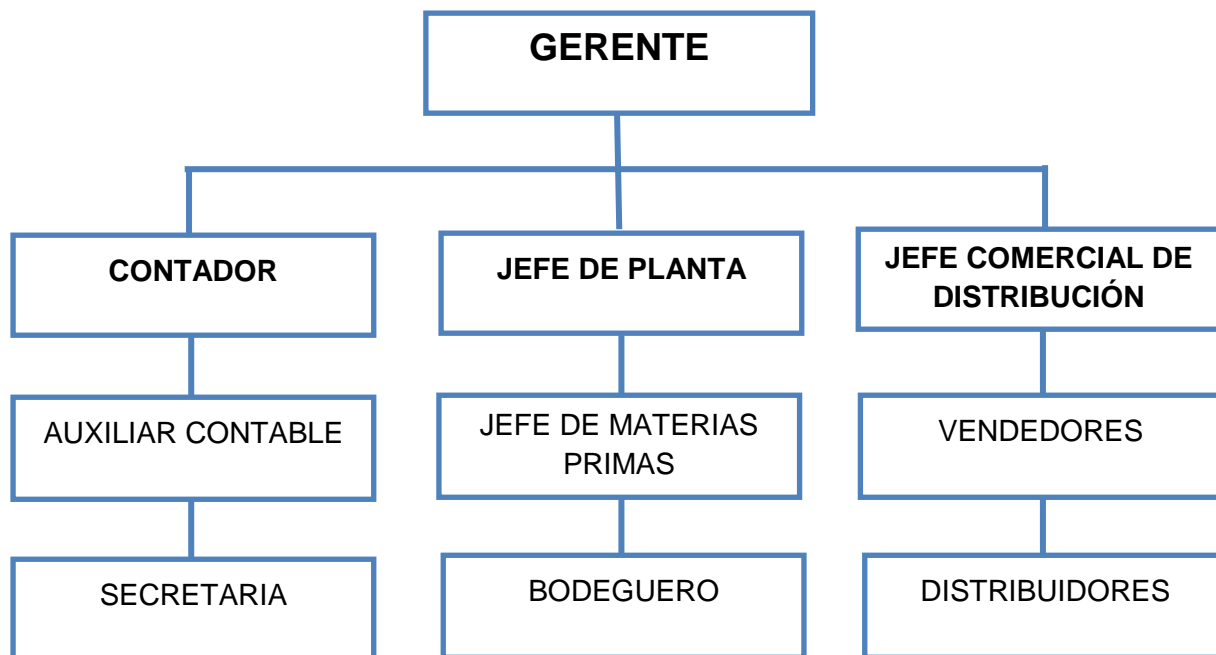 GERENTE
CONTADOR
JEFE DE PLANTA
JEFE COMERCIAL DE
DISTRIBUCIÓN
AUXILIAR CONTABLE
JEFE DE MATERIAS
PRIMAS
VENDEDORES
SECRETARIA
BODEGUERO
DISTRIBUIDORES